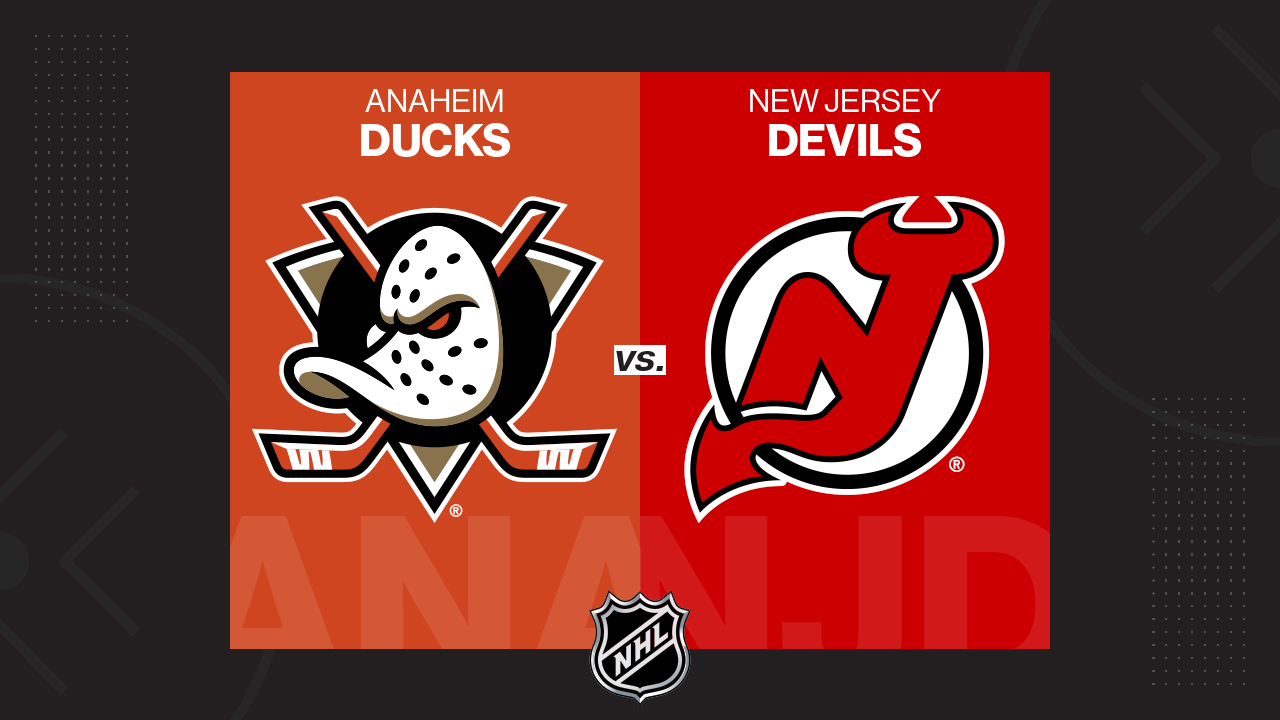 ANAHEIM
DUCKS
NEW JERSEY
DEVILS
vs.
®
®
ANA
NJD
NHL